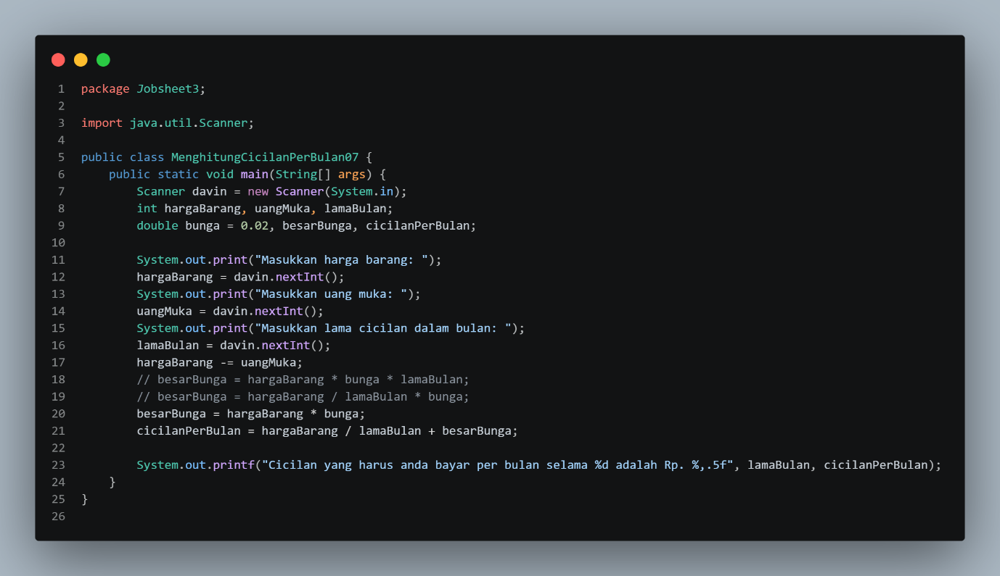 1 package Jobsheet3;
2
3 import java.util.Scanner;
4
5 public class MenghitungCicilanPerBulan07 {
6     public static void main(String[] args) {
7         Scanner davin = new Scanner(System.in);
8         int hargaBarang, uangMuka, lamaBulan;
9         double bunga = 0.02, besarBunga, cicilanPerBulan;
10
11         System.out.print("Masukkan harga barang: ");
12         hargaBarang = davin.nextInt();
13         System.out.print("Masukkan uang muka: ");
14         uangMuka = davin.nextInt();
15         System.out.print("Masukkan lama cicilan dalam bulan: ");
16         lamaBulan = davin.nextInt();
17         hargaBarang -= uangMuka;
18         // besarBunga = hargaBarang * bunga * lamaBulan;
19         // besarBunga = hargaBarang / lamaBulan * bunga;
20         besarBunga = hargaBarang * bunga;
21         cicilanPerBulan = hargaBarang / lamaBulan + besarBunga;
22
23         System.out.printf("Cicilan yang harus anda bayar per bulan selama %d adalah Rp. %,.5f", lamaBulan, cicilanPerBulan);
24     }
25 }
26